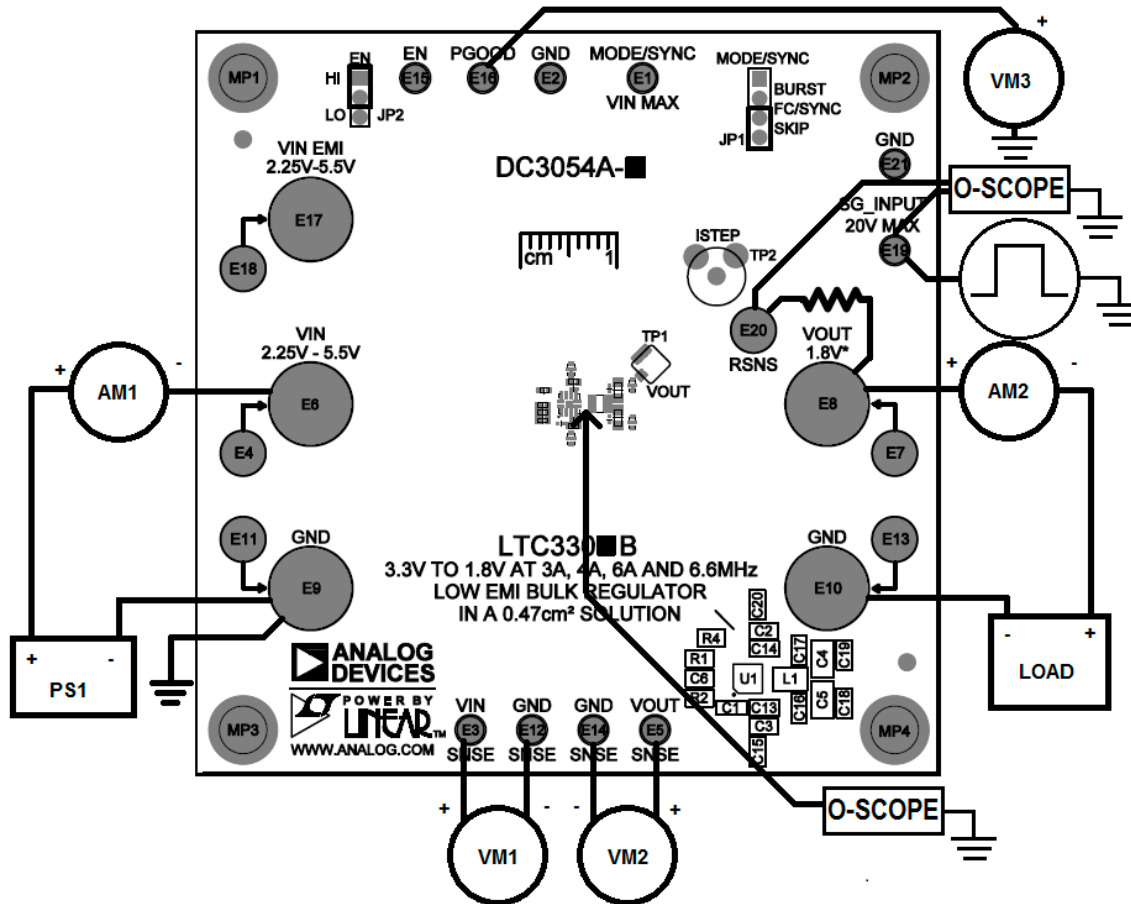 +
VM3
EN
HI
LO
JP2
EN
E15
PGOOD
E16
GND
E2
MODE/SYNC
E1
VIN MAX
MODE/SYNC
BURST
FC/SYNC
SKIP
JP1
MP1
MP2
GND
E21
O-SCOPE
SG_INPUT
20V MAX
E19
VIN EMI
2.25V-5.5V
E17
E18
DC3054A-■
cm 1
ISTEP
TP2
E20
RSNS
TP1
VOUT
VIN
2.25V - 5.5V
E6
E4
+ AM1 -
VOUT
1.8V*
E8
E7
+ AM2 -
E11
GND
E9
GND
E13
E10
LTC330■B
3.3V TO 1.8V AT 3A, 4A, 6A AND 6.6MHz
LOW EMI BULK REGULATOR
IN A 0.47cm² SOLUTION
+ -
PS1
- +
LOAD
ANALOG
DEVICES
POWER BY
LINEAR™
WWW.ANALOG.COM
C20
C2
C14
R4
R1
C6
R2
C1
U1
L1
C13
C3
C15
C17
C16
C4
C5
C19
C18
MP3
MP4
VIN
E3
SNSE
GND
E12
SNSE
GND
E14
SNSE
VOUT
E5
SNSE
+ VM1 -
- VM2 +
O-SCOPE